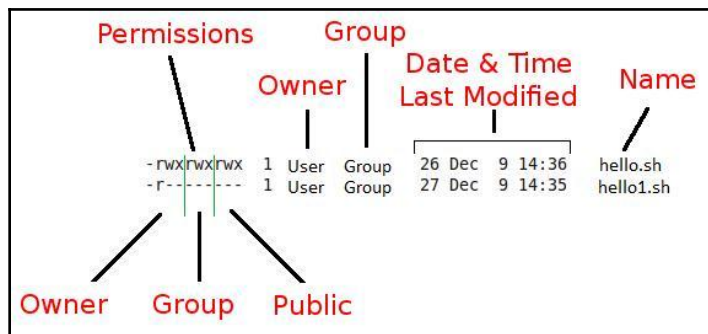 Permissions
Group
Owner
Date & Time
Last Modified
Name
-rwxrwxrwx 1 User Group 26 Dec 9 14:36 hello.sh
-r-------- 1 User Group 27 Dec 9 14:35 hello1.sh
Owner Group Public